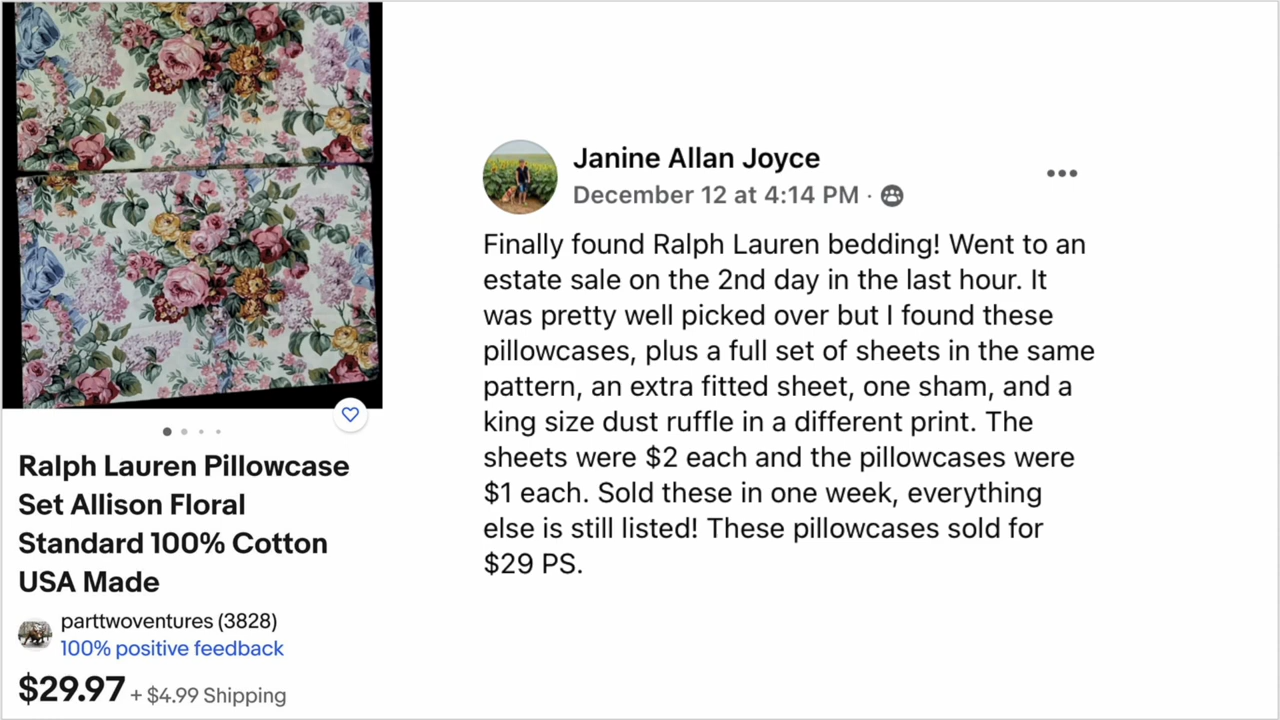 Ralph Lauren Pillowcase
Set Allison Floral
Standard 100% Cotton
USA Made
parttwoventures (3828)
100% positive feedback
$29.97 + $4.99 Shipping
Janine Allan Joyce
December 12 at 4:14 PM ·
Finally found Ralph Lauren bedding! Went to an
estate sale on the 2nd day in the last hour. It
was pretty well picked over but I found these
pillowcases, plus a full set of sheets in the same
pattern, an extra fitted sheet, one sham, and a
king size dust ruffle in a different print. The
sheets were $2 each and the pillowcases were
$1 each. Sold these in one week, everything
else is still listed! These pillowcases sold for
$29 PS.